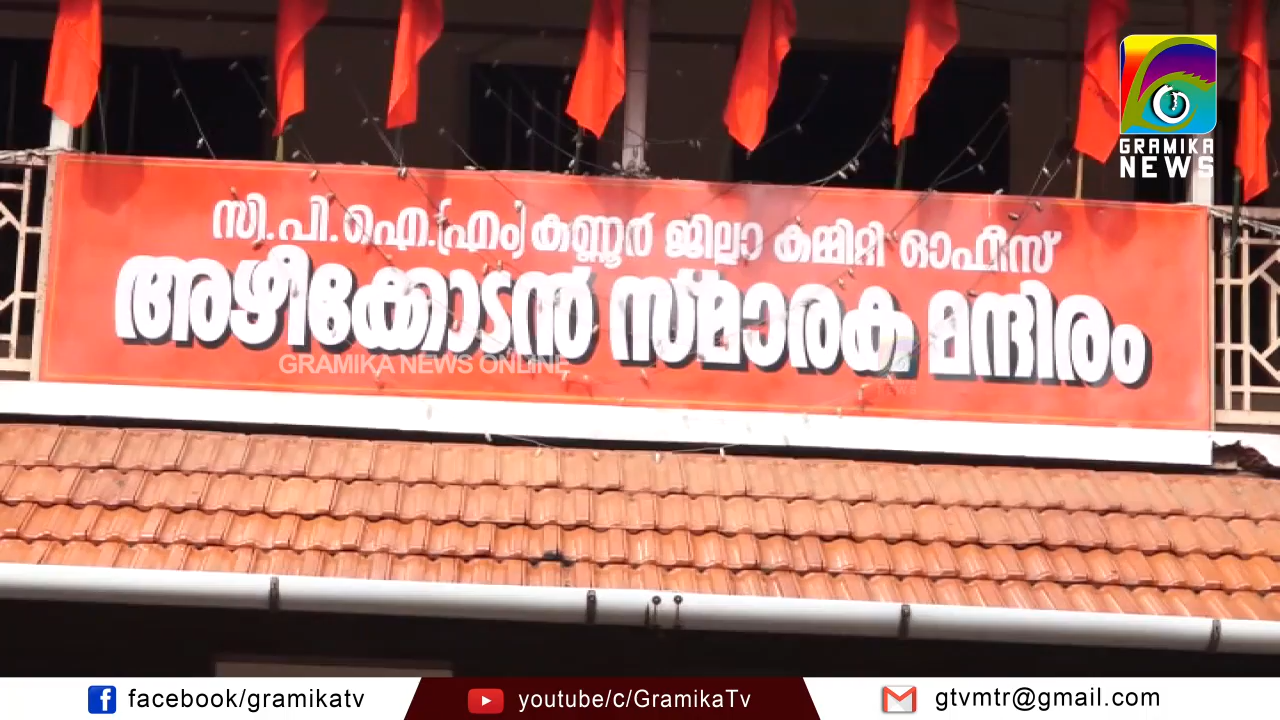 GRAMIKA
NEWS
സി.പി.ഐ.(എം) കണ്ണൂർ ജില്ലാ കമ്മിറ്റി ഓഫീസ്
അഴീക്കോടൻ സ്മാരക മന്ദിരം
GRAMIKA NEWS ONLINE
facebook/gramikatv
youtube/c/GramikaTv
gtvmtr@gmail.com